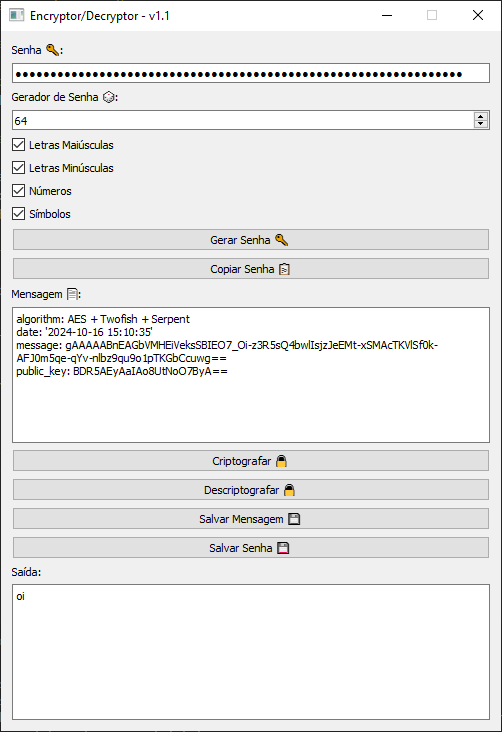 Encryptor/Decryptor - v1.1
Senha 🔑:
●●●●●●●●●●●●●●●●●●●●●●●●●●●●●●●●●●●●●●●●●●●●●●●●●●●●●●●●●●●●●●●●
Gerador de Senha 🎲:
64
Letras Maiúsculas
Letras Minúsculas
Números
Símbolos
Gerar Senha 🔑
Copiar Senha 📋
Mensagem 📄:
algorithm: AES + Twofish + Serpent
date: '2024-10-16 15:10:35'
message: gAAAAABnEAGbVMHEiVeksSBIEO7_Oi-z3R5sQ4bwlIsjzJeEMt-xSMAcTKVlSf0k-
AFJ0m5qe-qYv-nlbz9qu9o1pTKGbCcuwg==
public_key: BDR5AEyAaIAo8UtNoO7ByA==
Criptografar 🔒
Descriptografar 🔓
Salvar Mensagem 💾
Salvar Senha 💾
Saída:
oi